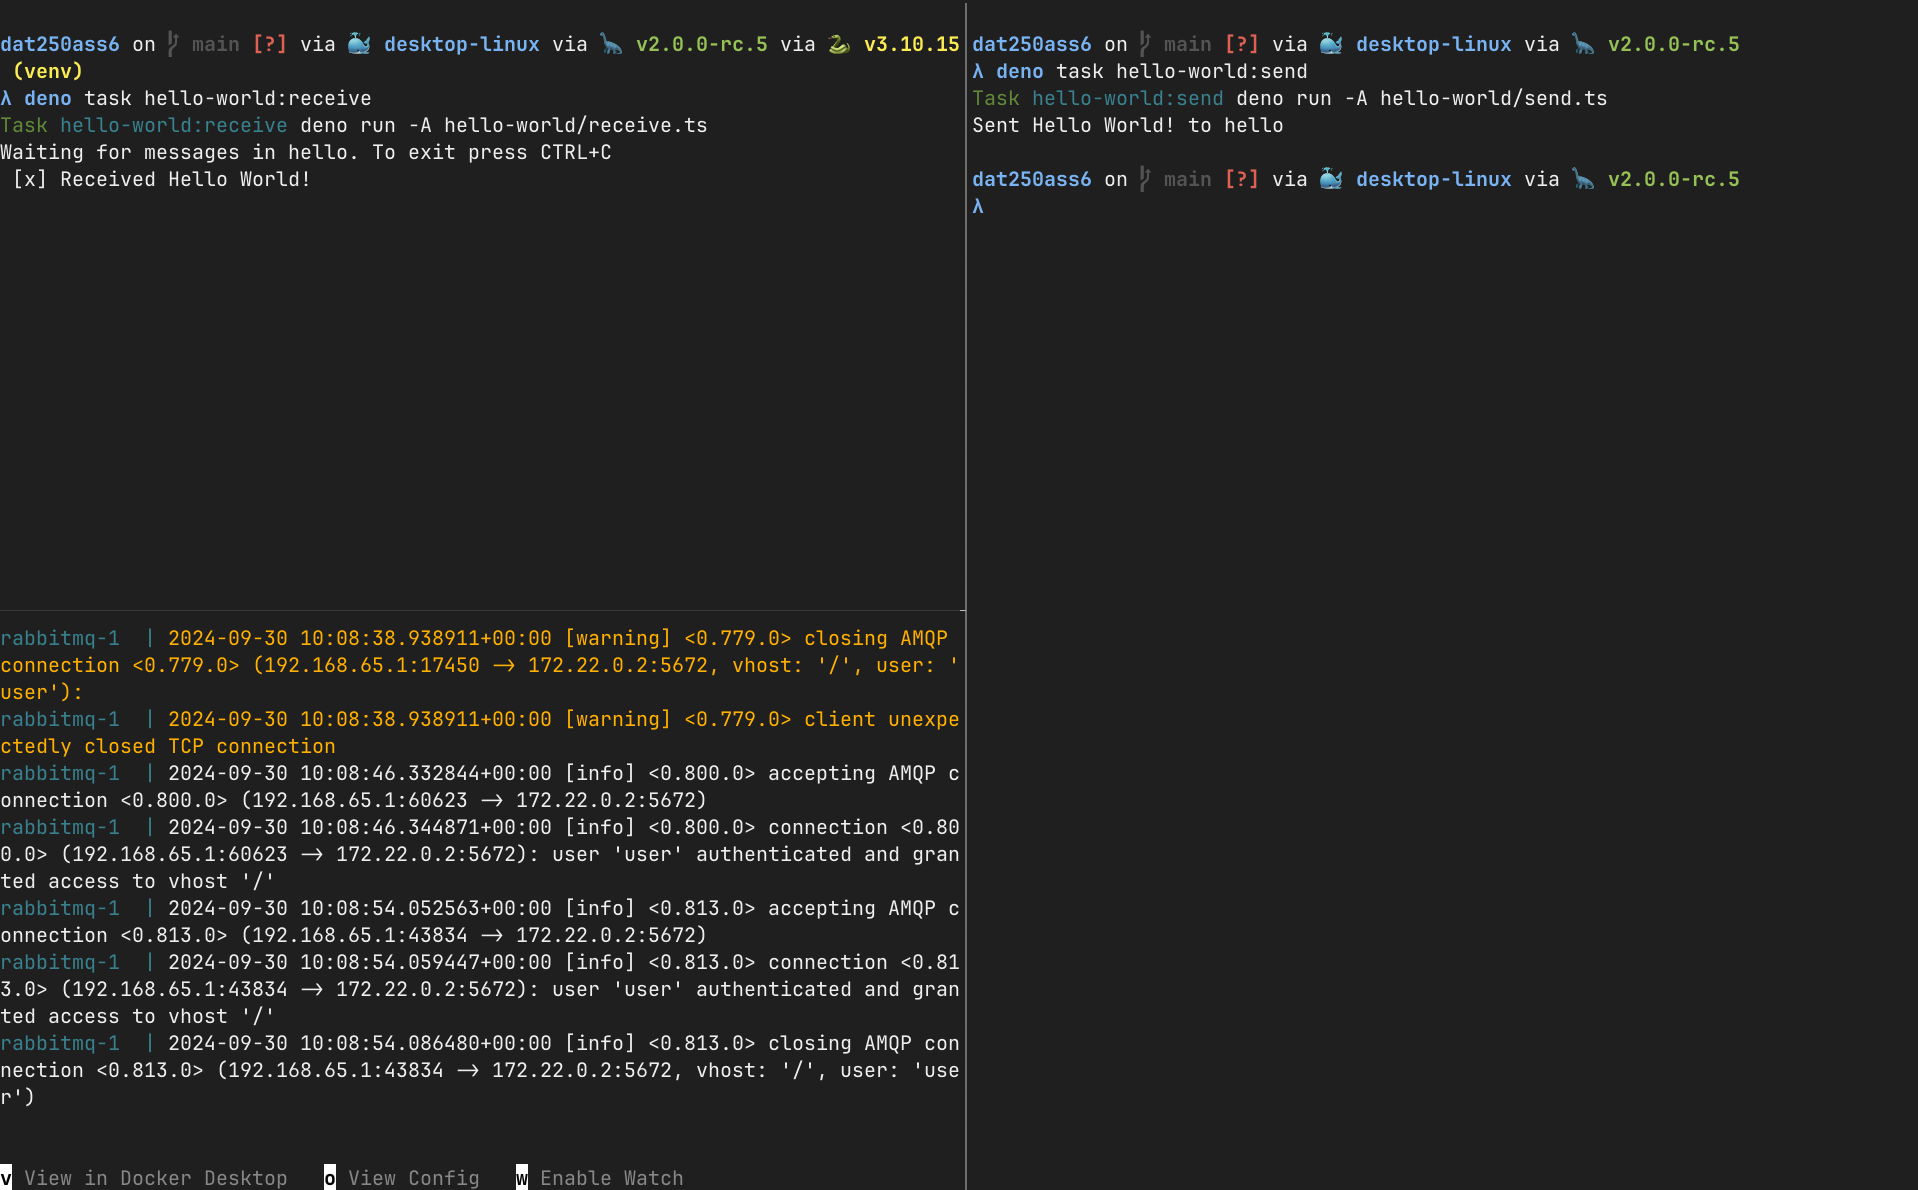 dat250ass6 on main [?] via 🐳 desktop-linux via 🦕 v2.0.0-rc.5 via 🐍 v3.10.15
(venv)
λ deno task hello-world:receive
Task hello-world:receive deno run -A hello-world/receive.ts
Waiting for messages in hello. To exit press CTRL+C
[x] Received Hello World!
rabbitmq-1  | 2024-09-30 10:08:38.938911+00:00 [warning] <0.779.0> closing AMQP
connection <0.779.0> (192.168.65.1:17450 -> 172.22.0.2:5672, vhost: '/', user: '
user'):
rabbitmq-1  | 2024-09-30 10:08:38.938911+00:00 [warning] <0.779.0> client unexpe
ctedly closed TCP connection
rabbitmq-1  | 2024-09-30 10:08:46.332844+00:00 [info] <0.800.0> accepting AMQP c
onnection <0.800.0> (192.168.65.1:60623 -> 172.22.0.2:5672)
rabbitmq-1  | 2024-09-30 10:08:46.344871+00:00 [info] <0.800.0> connection <0.80
0.0> (192.168.65.1:60623 -> 172.22.0.2:5672): user 'user' authenticated and gran
ted access to vhost '/'
rabbitmq-1  | 2024-09-30 10:08:54.052563+00:00 [info] <0.813.0> accepting AMQP c
onnection <0.813.0> (192.168.65.1:43834 -> 172.22.0.2:5672)
rabbitmq-1  | 2024-09-30 10:08:54.059447+00:00 [info] <0.813.0> connection <0.81
3.0> (192.168.65.1:43834 -> 172.22.0.2:5672): user 'user' authenticated and gran
ted access to vhost '/'
rabbitmq-1  | 2024-09-30 10:08:54.086480+00:00 [info] <0.813.0> closing AMQP con
nection <0.813.0> (192.168.65.1:43834 -> 172.22.0.2:5672, vhost: '/', user: 'use
r')
v View in Docker Desktop   o View Config   w Enable Watch
dat250ass6 on main [?] via 🐳 desktop-linux via 🦕 v2.0.0-rc.5
λ deno task hello-world:send
Task hello-world:send deno run -A hello-world/send.ts
Sent Hello World! to hello
dat250ass6 on main [?] via 🐳 desktop-linux via 🦕 v2.0.0-rc.5
λ